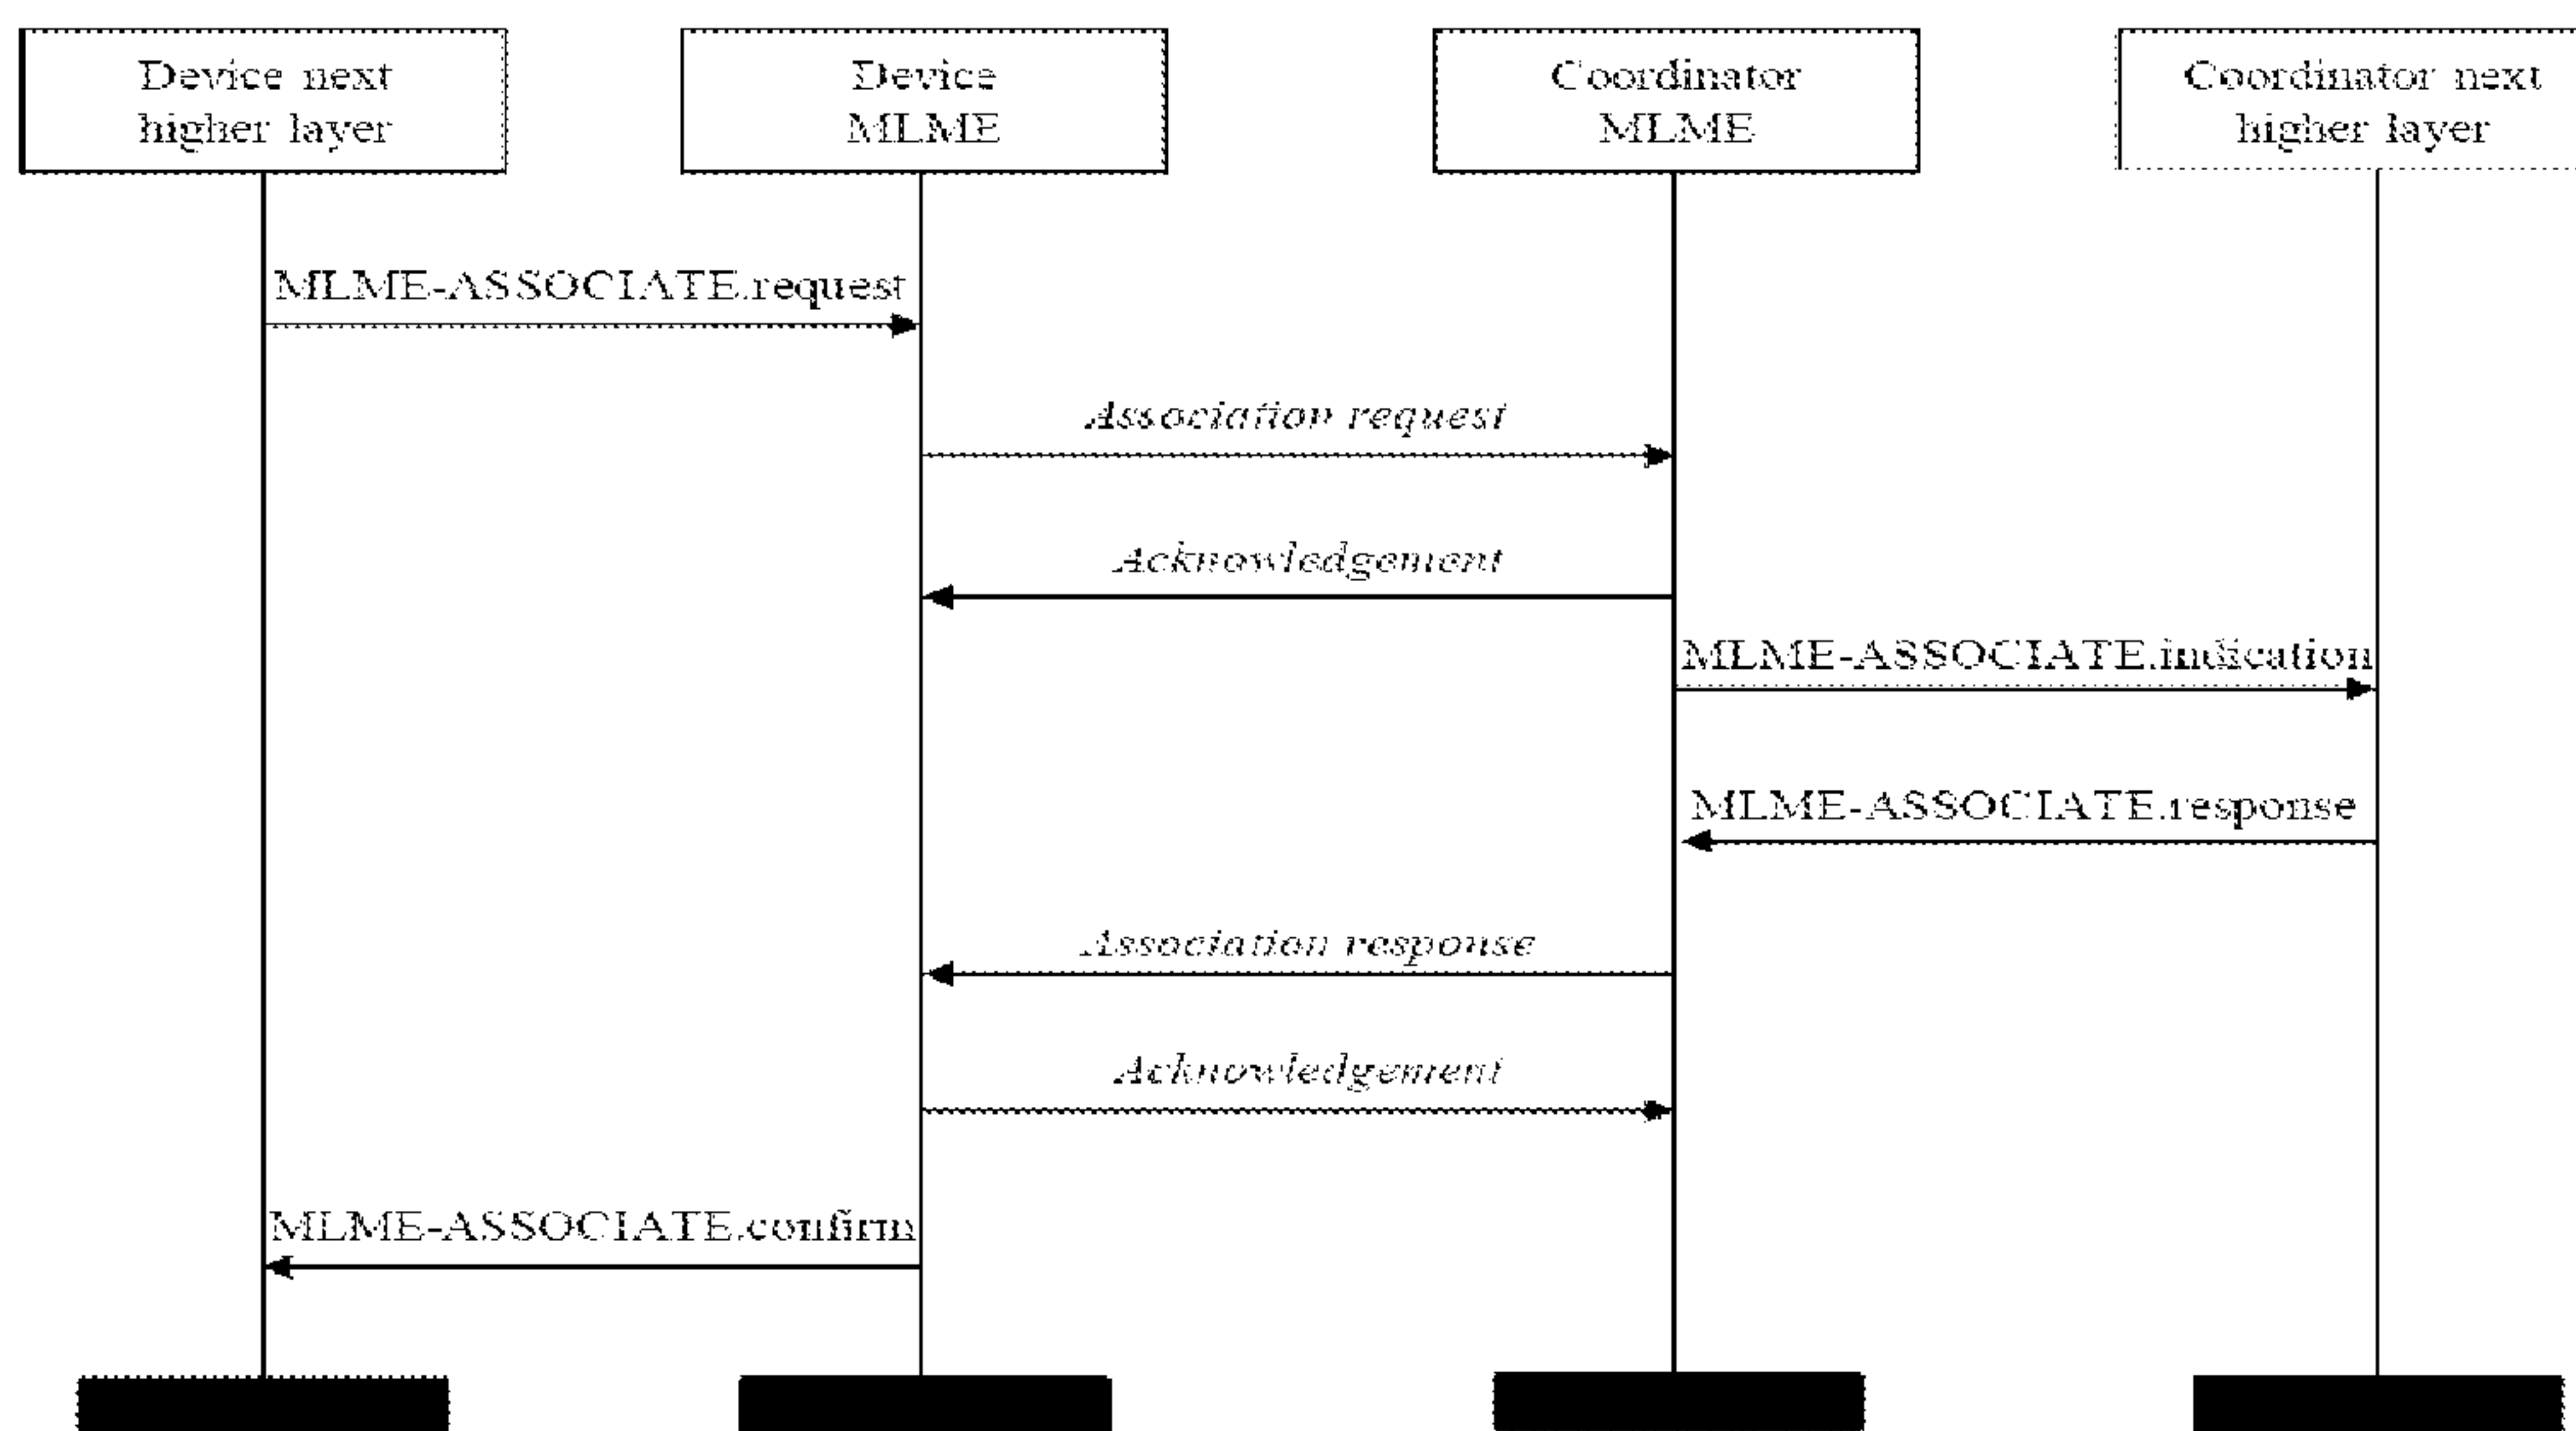 Device next
higher layer
Device
MLME
Coordinator
MLME
Coordinator next
higher layer
MLME-ASSOCIATE.request
Association request
Acknowledgement
MLME-ASSOCIATE.indication
MLME-ASSOCIATE.response
Association response
Acknowledgement
MLME-ASSOCIATE.confirm